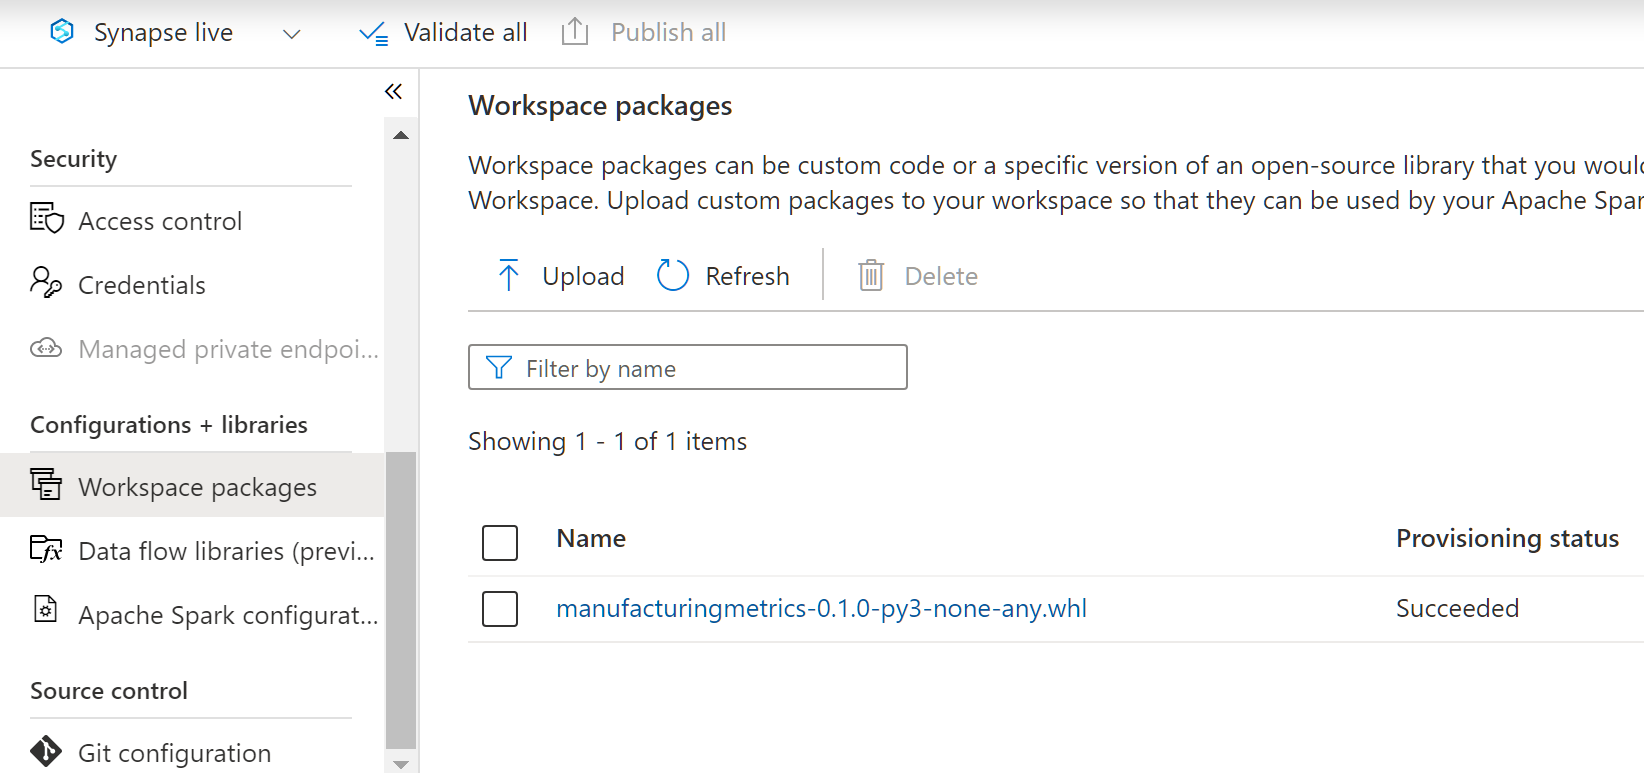 Synapse live
Validate all
Publish all
Security
Access control
Credentials
Managed private endpoi...
Configurations + libraries
Workspace packages
Data flow libraries (previ...
Apache Spark configurat...
Source control
Git configuration
Workspace packages
Workspace packages can be custom code or a specific version of an open-source library that you would
Workspace. Upload custom packages to your workspace so that they can be used by your Apache Spar
Upload
Refresh
Delete
Filter by name
Showing 1 - 1 of 1 items
Name Provisioning status
manufacturingmetrics-0.1.0-py3-none-any.whl Succeeded